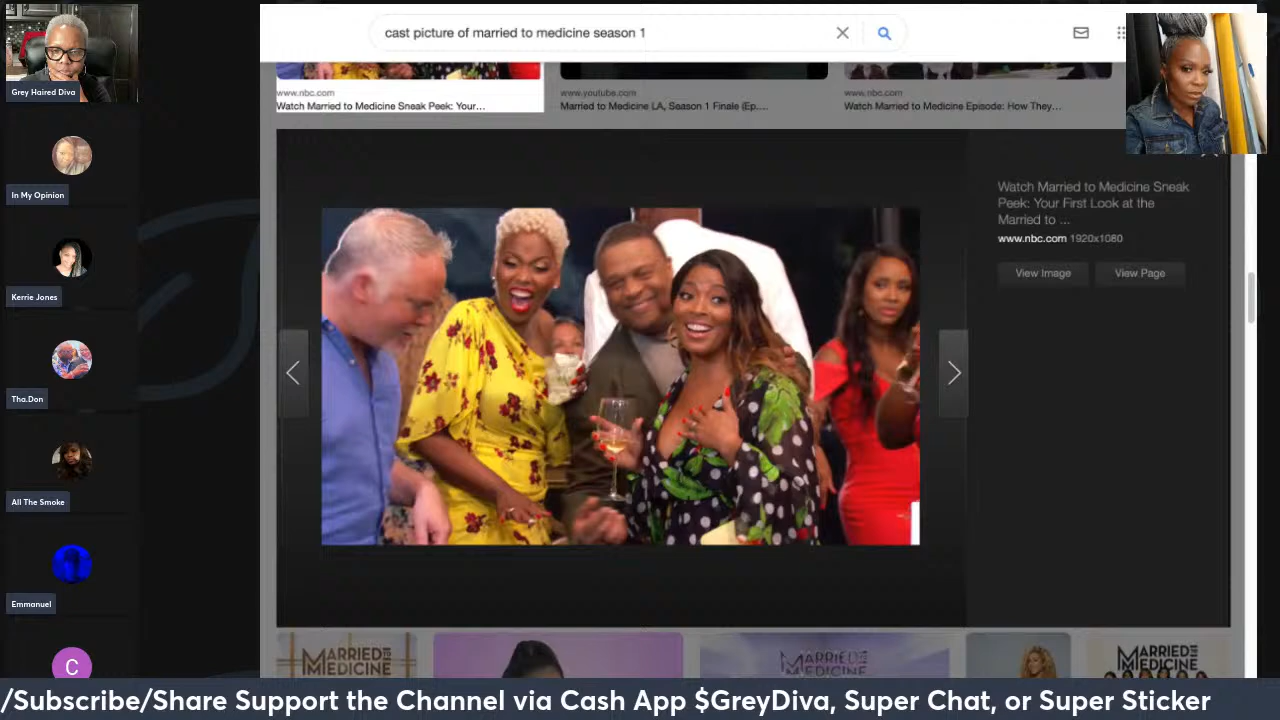 cast picture of married to medicine season 1
www.nbc.com
Watch Married to Medicine Sneak Peek: Your...
www.youtube.com
Married to Medicine LA, Season 1 Finale (Ep....
www.nbc.com
Watch Married to Medicine Episode: How They...
Watch Married to Medicine Sneak
Peek: Your First Look at the
Married to ...
www.nbc.com 1920x1080
View Image
View Page
Grey Haired Diva
In My Opinion
Kerrie Jones
Tha.Don
All The Smoke
Emmanuel
C
MARRIED TO
MEDICINE
MARRIED TO
MEDICINE
MARRIED TO
MEDICINE
/Subscribe/Share Support the Channel via Cash App $GreyDiva, Super Chat, or Super Sticker